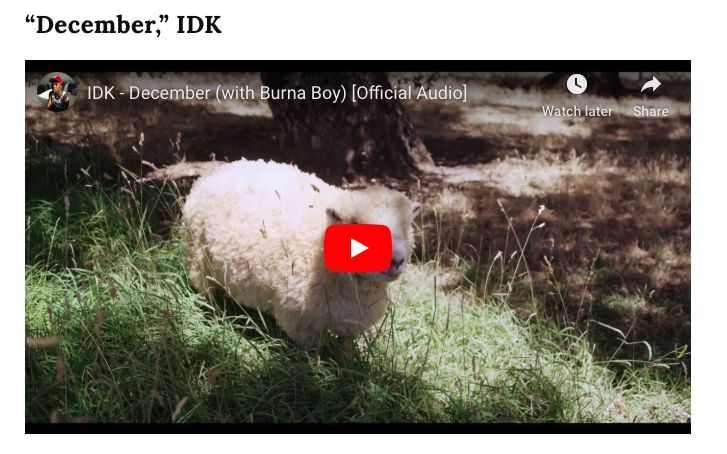 “December,” IDK
IDK - December (with Burna Boy) [Official Audio]
Watch later
Share